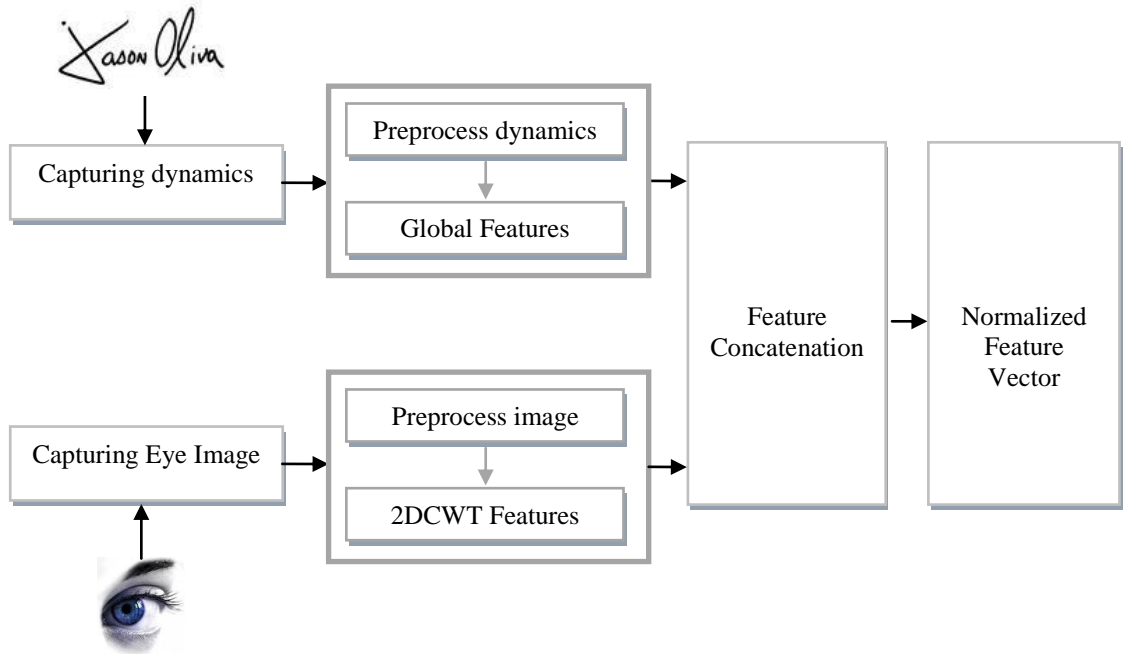 Jason Oliva
Preprocess dynamics
Capturing dynamics
Global Features
Feature
Concatenation
Normalized
Feature
Vector
Preprocess image
Capturing Eye Image
2DCWT Features